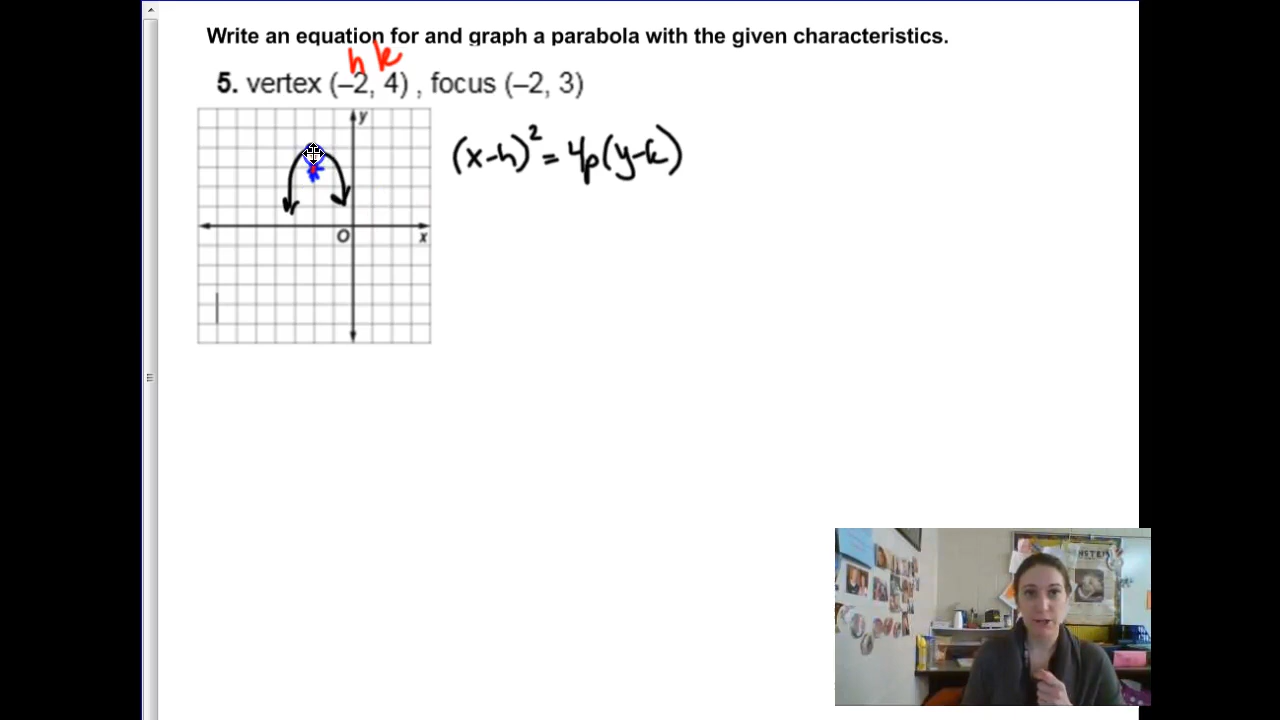 Write an equation for and graph a parabola with the given characteristics.
h k
5. vertex (–2, 4) , focus (–2, 3)
y
(x-h)² = 4p(y-k)
O
x